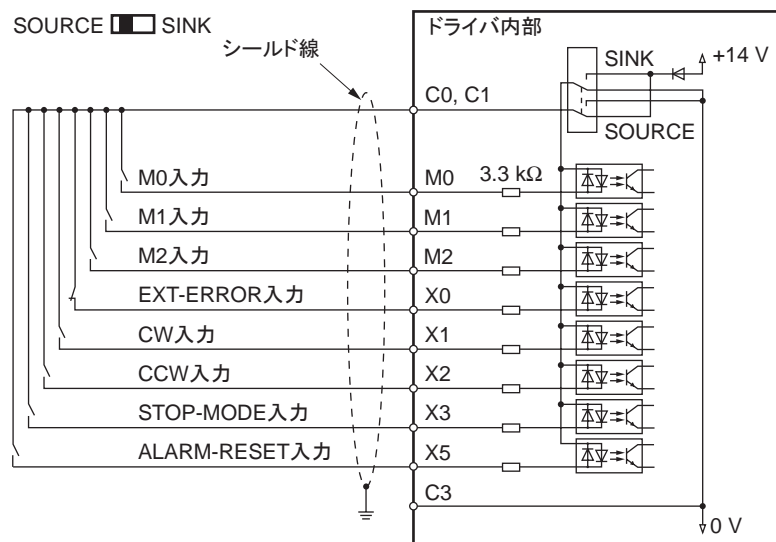 SOURCE SINK
シールド線
ドライバ内部
SINK
+14 V
C0, C1
SOURCE
M0入力
M0
3.3 kΩ
M1入力
M1
M2入力
M2
EXT-ERROR入力
X0
CW入力
X1
CCW入力
X2
STOP-MODE入力
X3
ALARM-RESET入力
X5
C3
0 V